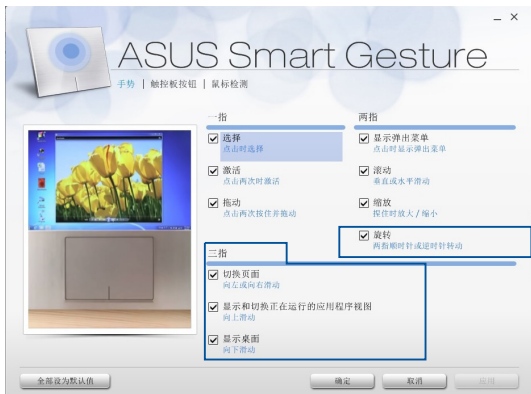 ASUS Smart Gesture
手势 | 触控板按钮 | 鼠标检测
一指
选择
点击时选择
激活
点击两次时激活
拖动
点击两次按住并拖动
两指
显示弹出菜单
点击时显示弹出菜单
滚动
垂直或水平滑动
缩放
捏住时放大 / 缩小
旋转
两指顺时针或逆时针转动
三指
切换页面
向左或向右滑动
显示和切换正在运行的应用程序视图
向上滑动
显示桌面
向下滑动
全部设为默认值
确定
取消
应用